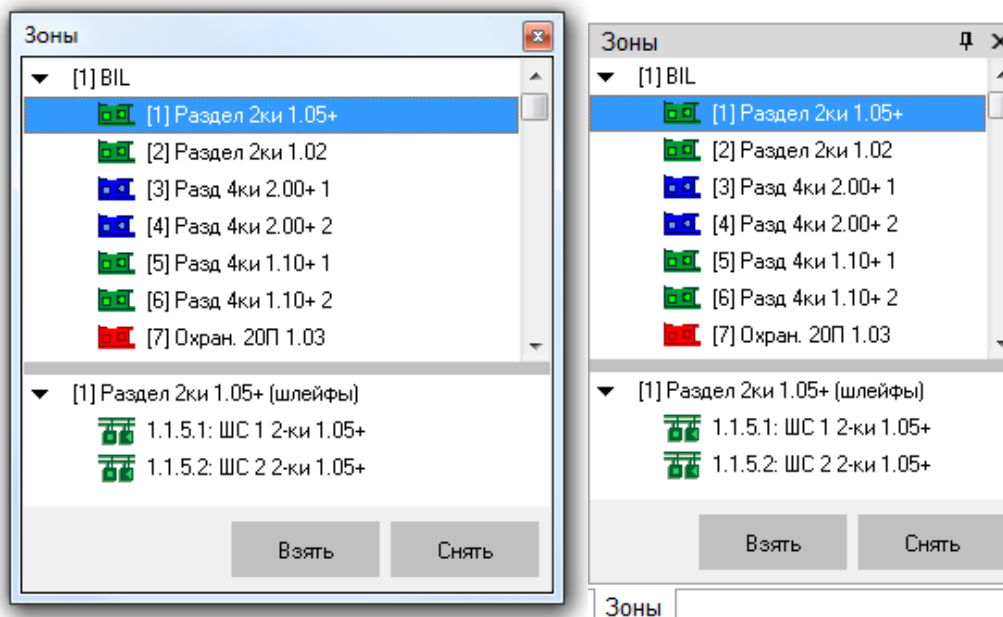 Зоны
[1] BIL
[1] Раздел 2ки 1.05+
[2] Раздел 2ки 1.02
[3] Разд 4ки 2.00+ 1
[4] Разд 4ки 2.00+ 2
[5] Разд 4ки 1.10+ 1
[6] Разд 4ки 1.10+ 2
[7] Охран. 20П 1.03
[1] Раздел 2ки 1.05+ (шлейфы)
1.1.5.1: ШС 1 2-ки 1.05+
1.1.5.2: ШС 2 2-ки 1.05+
Взять Снять
Зоны
[1] BIL
[1] Раздел 2ки 1.05+
[2] Раздел 2ки 1.02
[3] Разд 4ки 2.00+ 1
[4] Разд 4ки 2.00+ 2
[5] Разд 4ки 1.10+ 1
[6] Разд 4ки 1.10+ 2
[7] Охран. 20П 1.03
[1] Раздел 2ки 1.05+ (шлейфы)
1.1.5.1: ШС 1 2-ки 1.05+
1.1.5.2: ШС 2 2-ки 1.05+
Взять Снять
Зоны